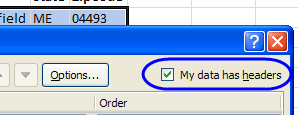 field ME 04493
Options... My data has headers
Order